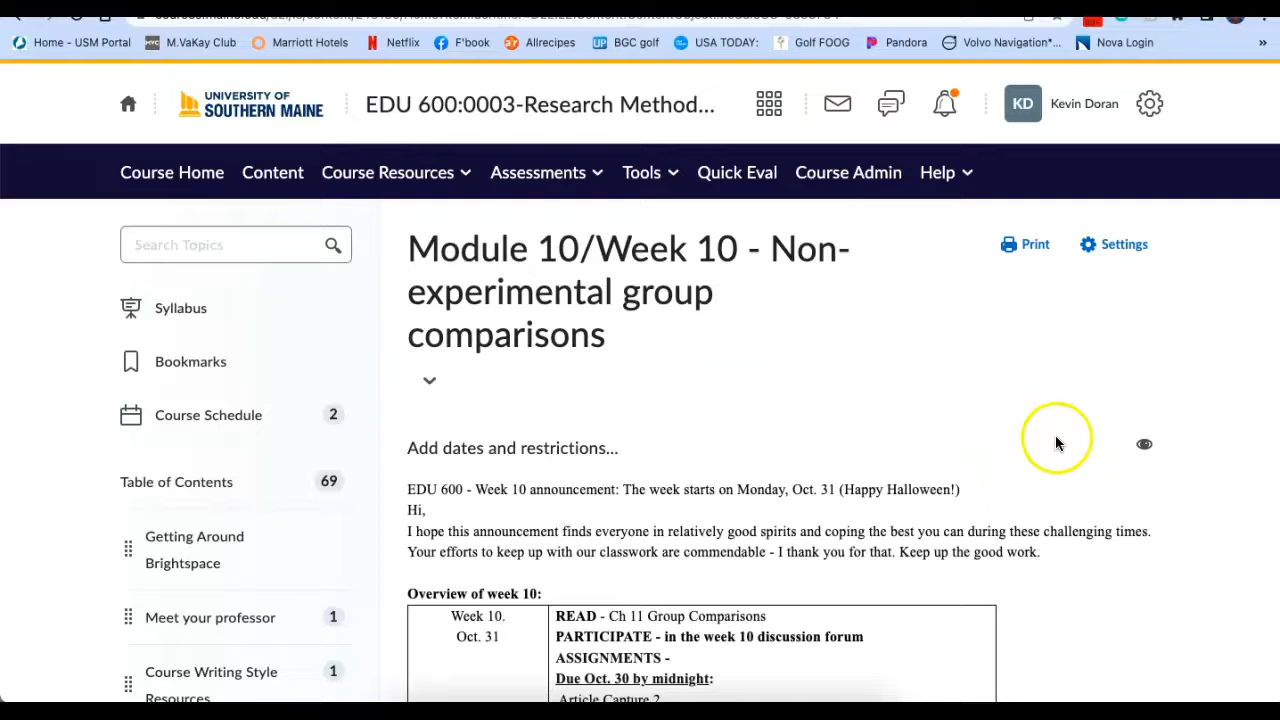 Home - USM Portal M.VaKay Club Marriott Hotels Netflix F'book Allrecipes BGC golf USA TODAY: Golf FOOG Pandora Volvo Navigation*... Nova Login »
UNIVERSITY OF
SOUTHERN MAINE
EDU 600:0003-Research Method...
KD Kevin Doran
Course Home Content Course Resources Assessments Tools Quick Eval Course Admin Help
Search Topics
Syllabus
Bookmarks
Course Schedule 2
Table of Contents 69
Getting Around
Brightspace
Meet your professor 1
Course Writing Style 1
Resources
Module 10/Week 10 - Non-
experimental group
comparisons
Print Settings
Add dates and restrictions...
EDU 600 - Week 10 announcement: The week starts on Monday, Oct. 31 (Happy Halloween!)
Hi,
I hope this announcement finds everyone in relatively good spirits and coping the best you can during these challenging times.
Your efforts to keep up with our classwork are commendable - I thank you for that. Keep up the good work.
Overview of week 10:
Week 10.
Oct. 31
READ - Ch 11 Group Comparisons
PARTICIPATE - in the week 10 discussion forum
ASSIGNMENTS -
Due Oct. 30 by midnight:
Article Capture 2